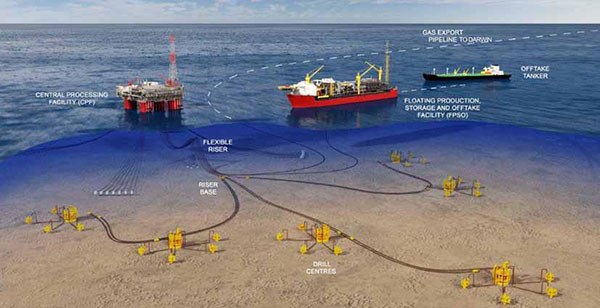 GAS EXPORT
PIPELINE TO DARWIN
OFFTAKE
TANKER
CENTRAL PROCESSING
FACILITY (CPF)
FLOATING PRODUCTION,
STORAGE AND OFFTAKE
FACILITY (FPSO)
FLEXIBLE
RISER
RISER
BASE
DRILL
CENTRES